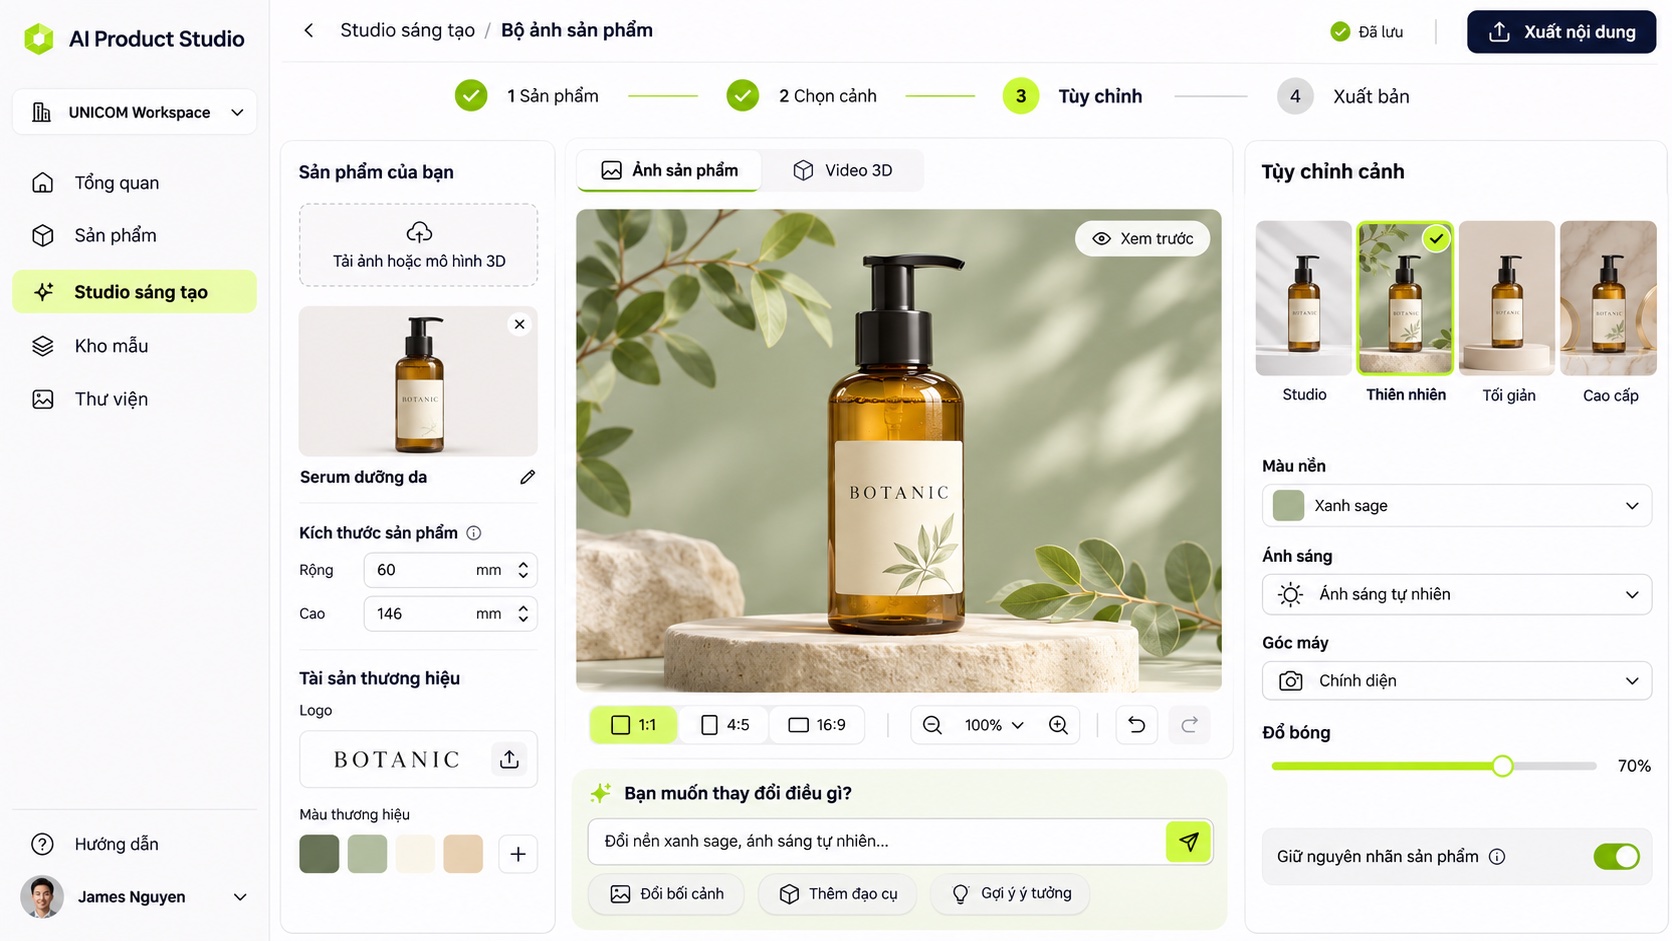 AI Product Studio
UNICOM Workspace
Tổng quan
Sản phẩm
Studio sáng tạo
Kho mẫu
Thư viện
Hướng dẫn
James Nguyen
Studio sáng tạo / Bộ ảnh sản phẩm
Đã lưu
Xuất nội dung
1 Sản phẩm
2 Chọn cảnh
3 Tùy chỉnh
4 Xuất bản
Sản phẩm của bạn
Tải ảnh hoặc mô hình 3D
BOTANIC
Serum dưỡng da
Kích thước sản phẩm
Rộng 60 mm
Cao 146 mm
Tài sản thương hiệu
Logo
BOTANIC
Màu thương hiệu
Ảnh sản phẩm
Video 3D
Xem trước
BOTANIC
1:1
4:5
16:9
100%
Bạn muốn thay đổi điều gì?
Đổi nền xanh sage, ánh sáng tự nhiên...
Đổi bối cảnh
Thêm đạo cụ
Gợi ý ý tưởng
Tùy chỉnh cảnh
BOTANIC
BOTANIC
BOTANIC
BOTANIC
Studio
Thiên nhiên
Tối giản
Cao cấp
Màu nền
Xanh sage
Ánh sáng
Ánh sáng tự nhiên
Góc máy
Chính diện
Đổ bóng
70%
Giữ nguyên nhãn sản phẩm